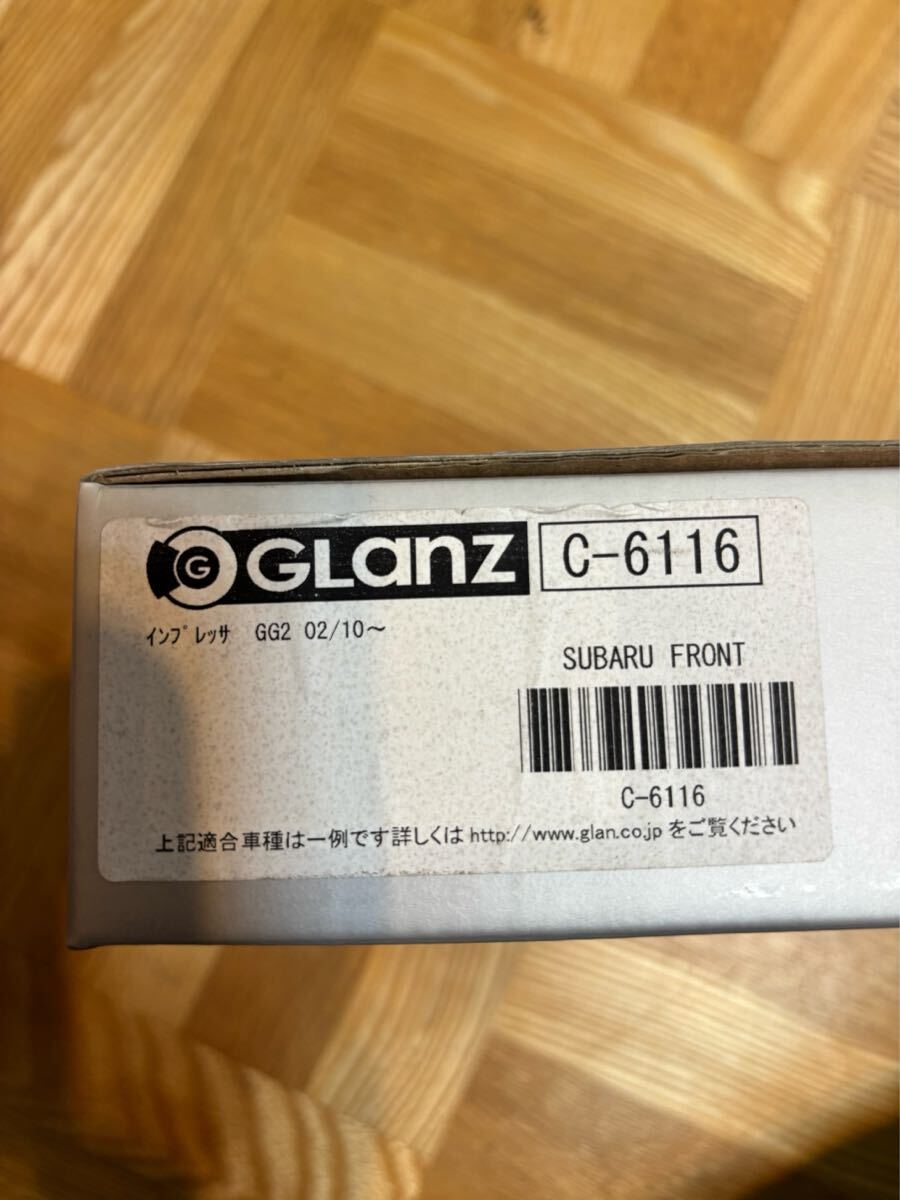 G GLanz C-6116
インプレッサ GG2 02/10～
SUBARU FRONT
C-6116
上記適合車種は一例です詳しくは http://www.glan.co.jp をご覧ください